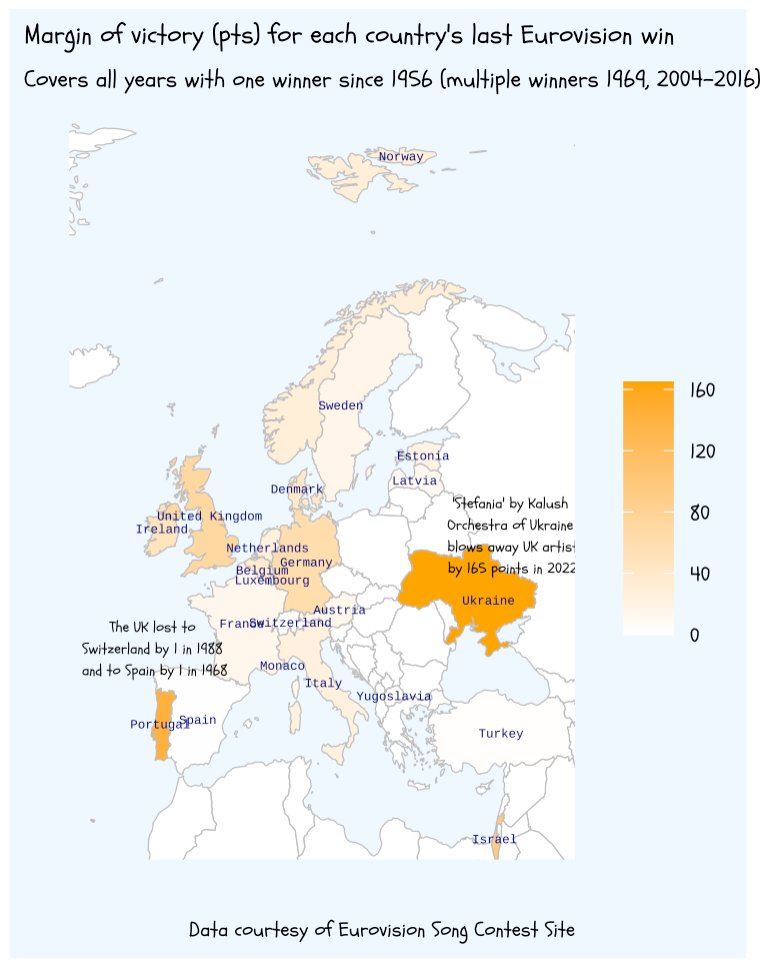 Margin of victory (pts) for each country's last Eurovision win
Covers all years with one winner since 1956 (multiple winners 1969, 2004-2016)
Norway
Sweden
Estonia
Latvia
Denmark
United Kingdom
Ireland
'Stefania' by Kalush
Orchestra of Ukraine
blows away UK artist
by 165 points in 2022
Netherlands
Germany
Belgium
Luxembourg
Ukraine
Austria
France
Switzerland
The UK lost to
Switzerland by 1 in 1988
and to Spain by 1 in 1968
Monaco
Italy
Yugoslavia
Portugal
Spain
Turkey
Israel
160
120
80
40
0
Data courtesy of Eurovision Song Contest Site